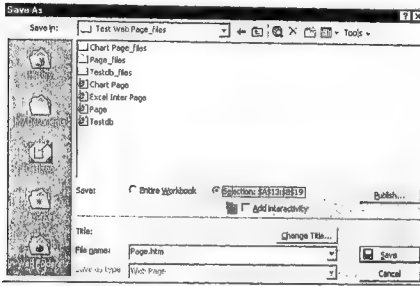 Save As
Save in: Test Web Page_files Tools
Chart Page_files
Page_files
Testdb_files
Chart Page
Excel Inter Page
Page
Testdb
Save: Entire Workbook Selection: $A$13:$B$19 Publish...
Add interactivity
Title: Change Title...
File name: Page.htm Save
Save as type: Web Page Cancel